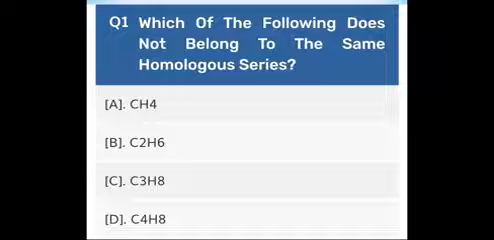 Q1 Which Of The Following Does
Not Belong To The Same
Homologous Series?
[A]. CH4
[B]. C2H6
[C]. C3H8
[D]. C4H8